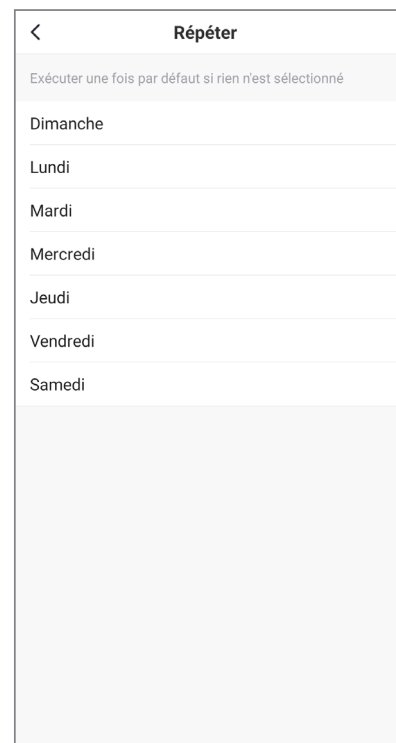 Répéter
Exécuter une fois par défaut si rien n'est sélectionné
Dimanche
Lundi
Mardi
Mercredi
Jeudi
Vendredi
Samedi